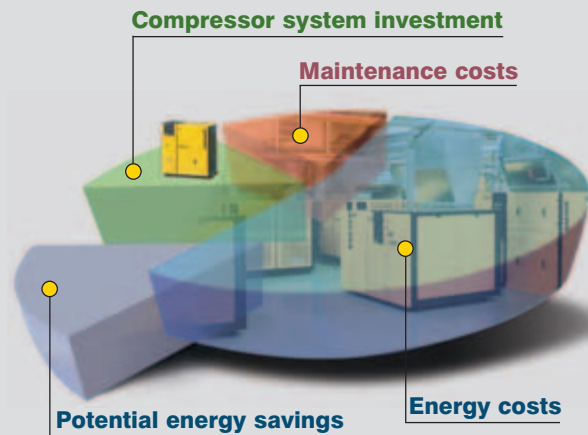 Compressor system investment
Maintenance costs
Energy costs
Potential energy savings